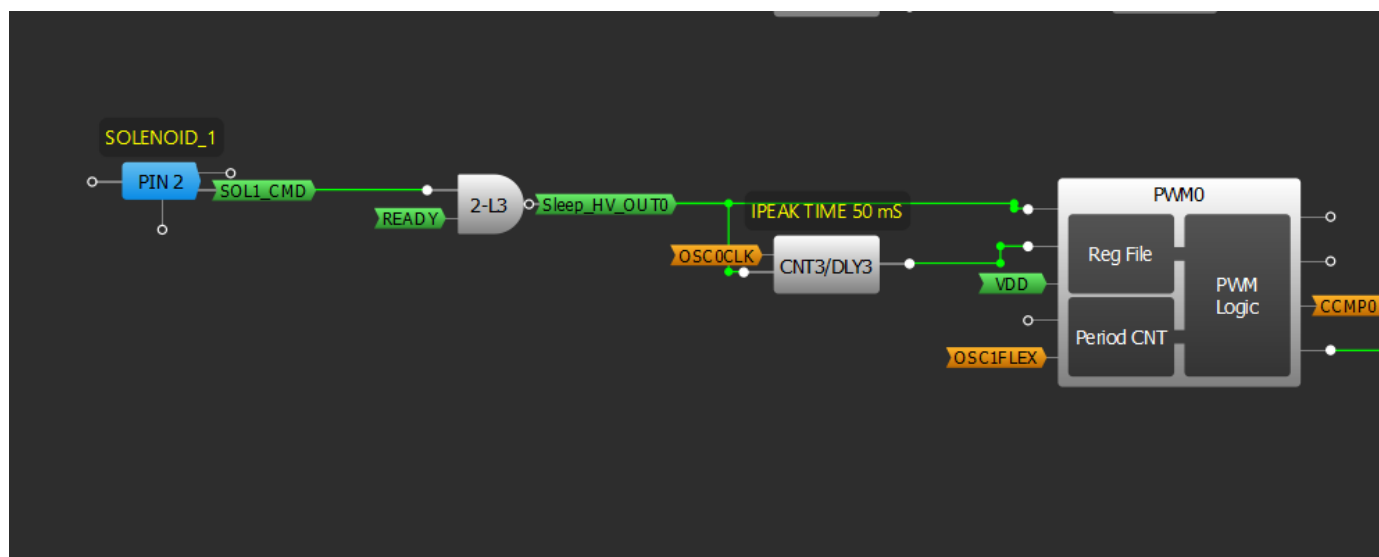 SOLENOID_1
PIN 2
SOL1_CMD
READY
2-L3
Sleep_HV_OUT0
IPEAK TIME 50 mS
OSC0CLK
CNT3/DLY3
VDD
OSC1FLEX
PWM0
Reg File
PWM
Logic
Period CNT
CCMP0